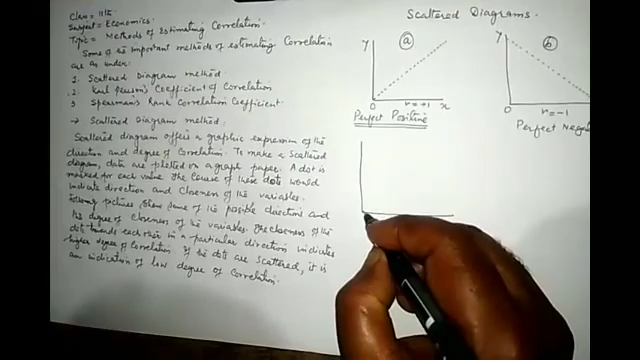 Class = 11th
Subject = Economics.
Topic = Methods of Estimating Correlation.
Some of the important methods of estimating Correlation
are as under:
1. Scattered Diagram method
2. Karl Pearson's Coefficient of Correlation
3 Spearman's Rank Correlation Coefficient.
→ Scattered Diagram method:
Scattered diagram offers a graphic expression of the
direction and degree of Correlation. To make a Scattered
diagram, data are plotted on a graph paper. A dot is
marked for each value. The Course of these dots would
indicate direction and Closeness of the variables.
pictures show some of the possible directions and
the degree of Closeness of the variables. The closeness of the
dots towards each other in a particular direction indicates
higher degree of Correlation. If the dots are scattered, it is
an indication of low degree of Correlation.
Scattered Diagrams.
y
a
0
r = +1
x
Perfect Positive
y
b
0
r = -1
Perfect Negat